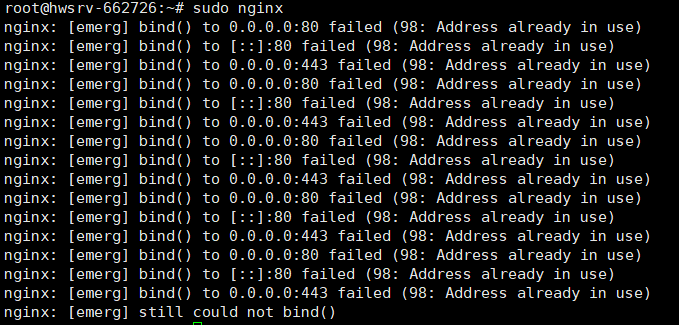 root@hwsrv-662726:~# sudo nginx
nginx: [emerg] bind() to 0.0.0.0:80 failed (98: Address already in use)
nginx: [emerg] bind() to [::]:80 failed (98: Address already in use)
nginx: [emerg] bind() to 0.0.0.0:443 failed (98: Address already in use)
nginx: [emerg] bind() to 0.0.0.0:80 failed (98: Address already in use)
nginx: [emerg] bind() to [::]:80 failed (98: Address already in use)
nginx: [emerg] bind() to 0.0.0.0:443 failed (98: Address already in use)
nginx: [emerg] bind() to 0.0.0.0:80 failed (98: Address already in use)
nginx: [emerg] bind() to [::]:80 failed (98: Address already in use)
nginx: [emerg] bind() to 0.0.0.0:443 failed (98: Address already in use)
nginx: [emerg] bind() to 0.0.0.0:80 failed (98: Address already in use)
nginx: [emerg] bind() to [::]:80 failed (98: Address already in use)
nginx: [emerg] bind() to 0.0.0.0:443 failed (98: Address already in use)
nginx: [emerg] bind() to 0.0.0.0:80 failed (98: Address already in use)
nginx: [emerg] bind() to [::]:80 failed (98: Address already in use)
nginx: [emerg] bind() to 0.0.0.0:443 failed (98: Address already in use)
nginx: [emerg] still could not bind()